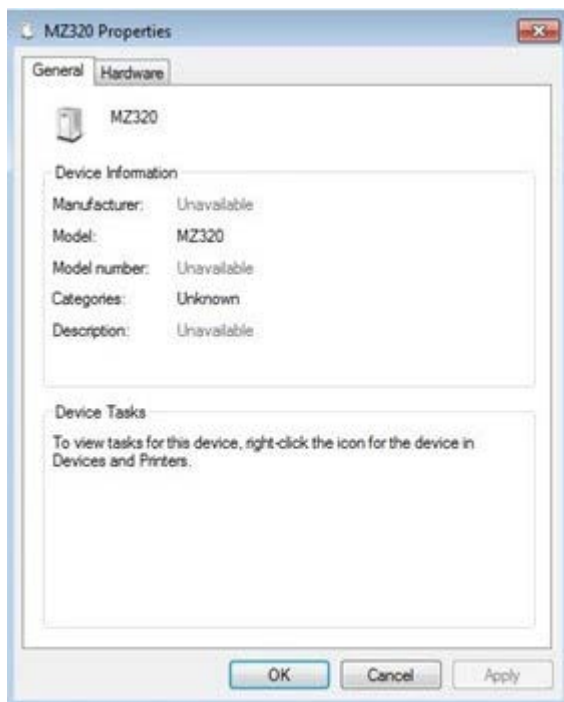 MZ320 Properties
General Hardware
MZ320
Device Information
Manufacturer: Unavailable
Model: MZ320
Model number: Unavailable
Categories: Unknown
Description: Unavailable
Device Tasks
To view tasks for this device, right-click the icon for the device in
Devices and Printers.
OK Cancel Apply